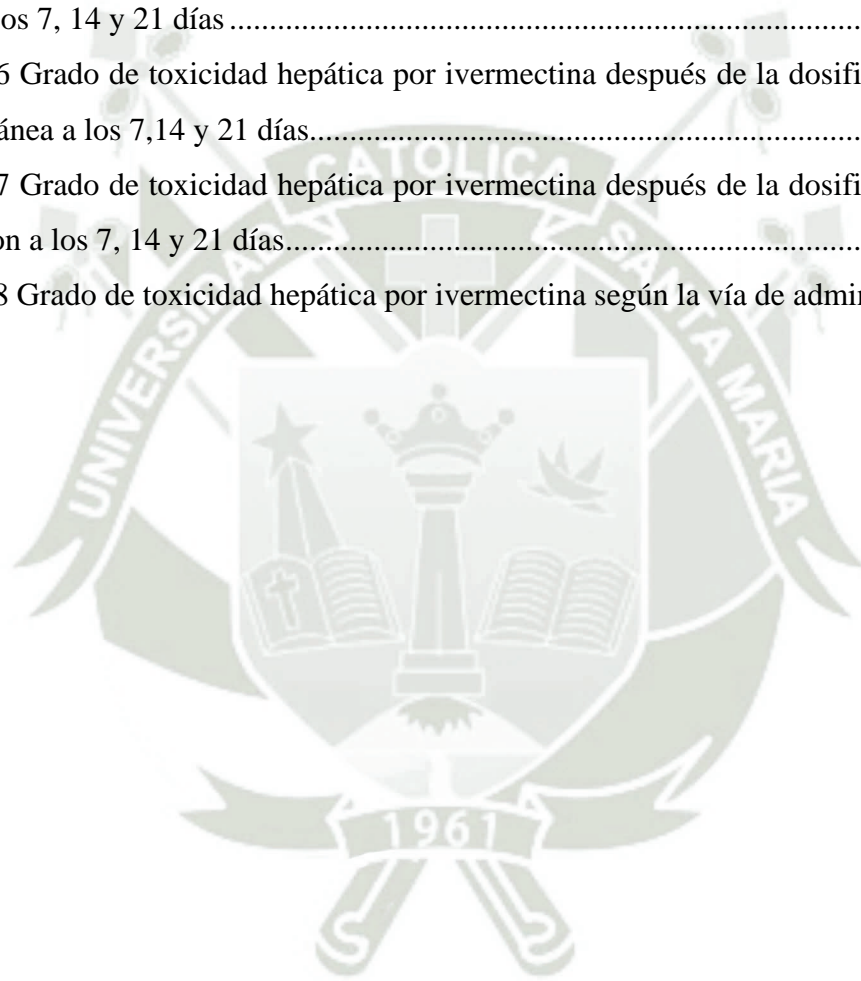 os 7, 14 y 21 días ........................................................................................
6 Grado de toxicidad hepática por ivermectina después de la dosifi
ánea a los 7,14 y 21 días................................................................................
7 Grado de toxicidad hepática por ivermectina después de la dosifi
on a los 7, 14 y 21 días....................................................................................
8 Grado de toxicidad hepática por ivermectina según la vía de admin
UNIVERSIDAD CATOLICA SANTA MARIA
1961